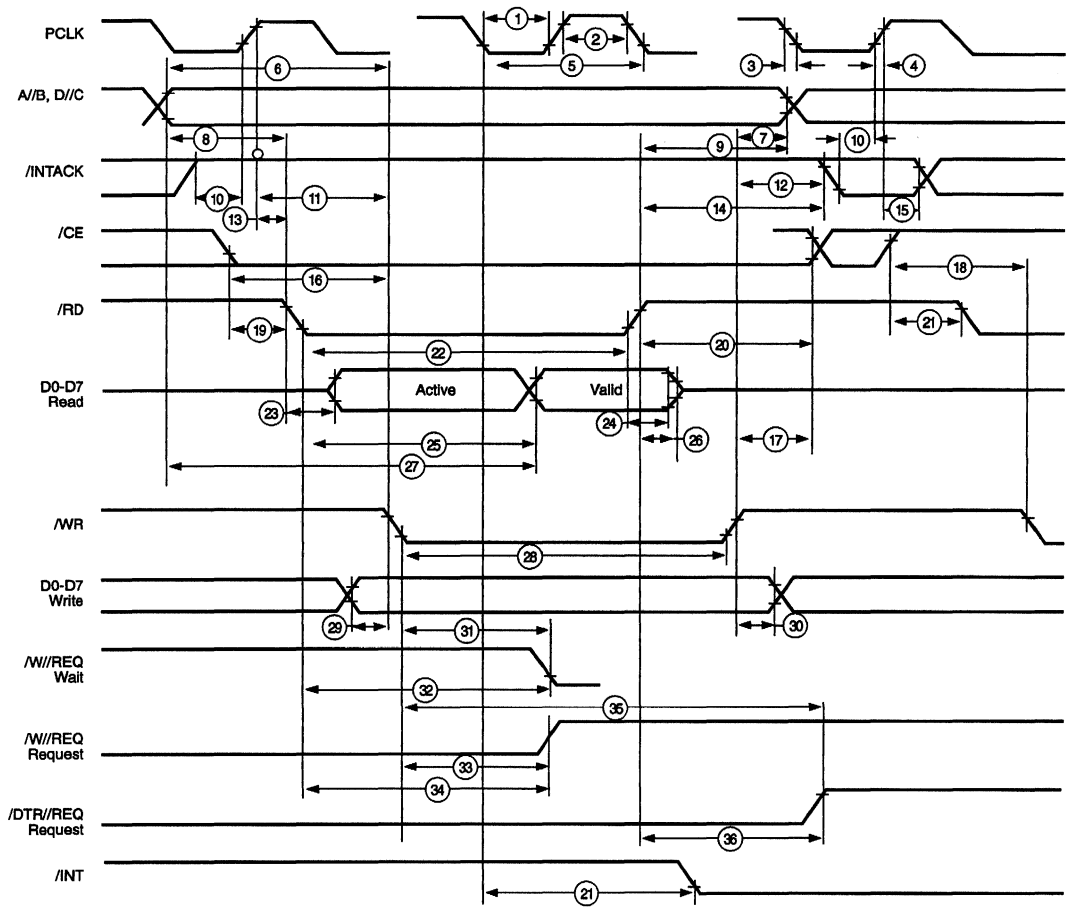 PCLK
1
2
3
4
5
6
A//B, D//C
7
8
9
10
/INTACK
10
11
12
13
14
15
/CE
16
18
/RD
19
20
21
22
D0-D7
Read
Active
Valid
23
24
25
26
17
27
/WR
28
D0-D7
Write
29
31
30
/W//REQ
Wait
32
35
/W//REQ
Request
33
34
/DTR//REQ
Request
36
/INT
21